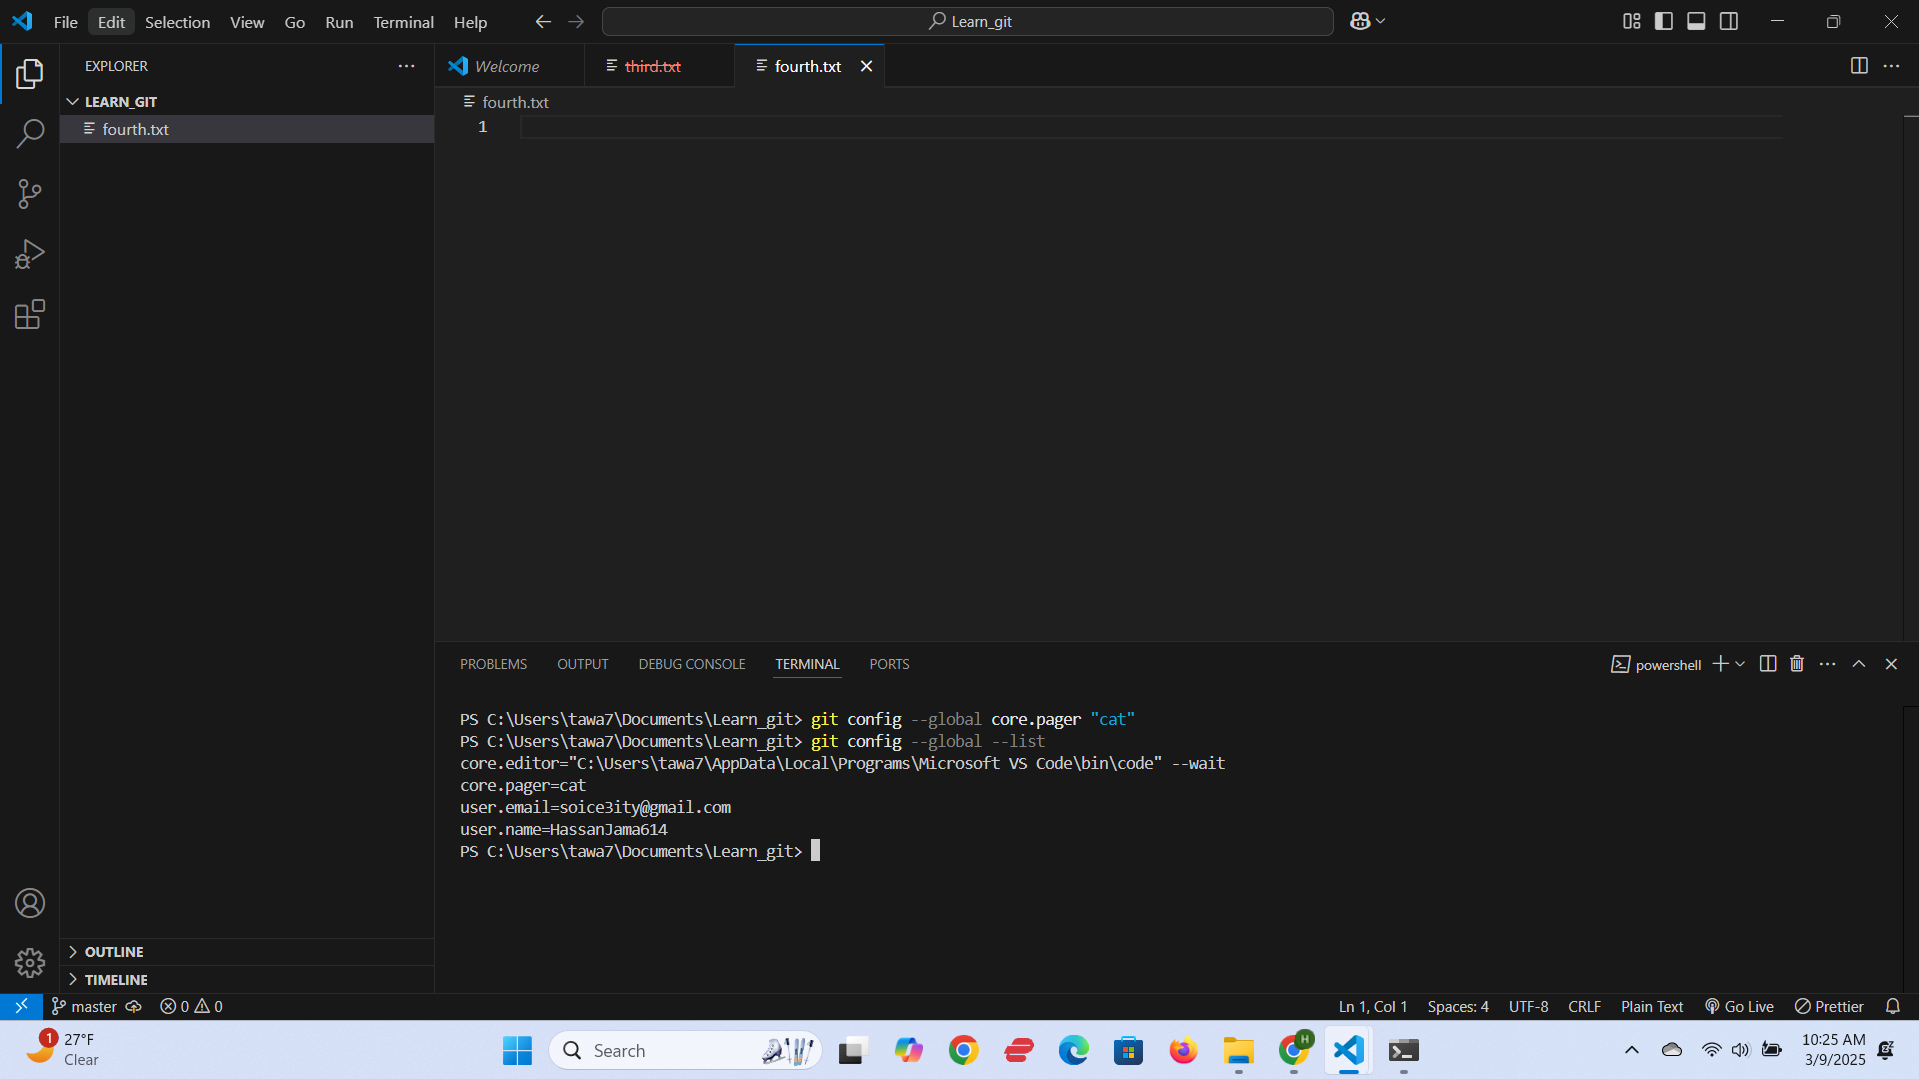 File Edit Selection View Go Run Terminal Help
Learn_git
EXPLORER
LEARN_GIT
fourth.txt
OUTLINE
TIMELINE
Welcome
third.txt
fourth.txt
fourth.txt
1
PROBLEMS OUTPUT DEBUG CONSOLE TERMINAL PORTS
powershell
PS C:\Users\tawa7\Documents\Learn_git> git config --global core.pager "cat"
PS C:\Users\tawa7\Documents\Learn_git> git config --global --list
core.editor="C:\Users\tawa7\AppData\Local\Programs\Microsoft VS Code\bin\code" --wait
core.pager=cat
user.email=soice3ity@gmail.com
user.name=HassanJama614
PS C:\Users\tawa7\Documents\Learn_git>
master 0 0
Ln 1, Col 1 Spaces: 4 UTF-8 CRLF Plain Text Go Live Prettier
1
27°F
Clear
Search
H
10:25 AM
3/9/2025